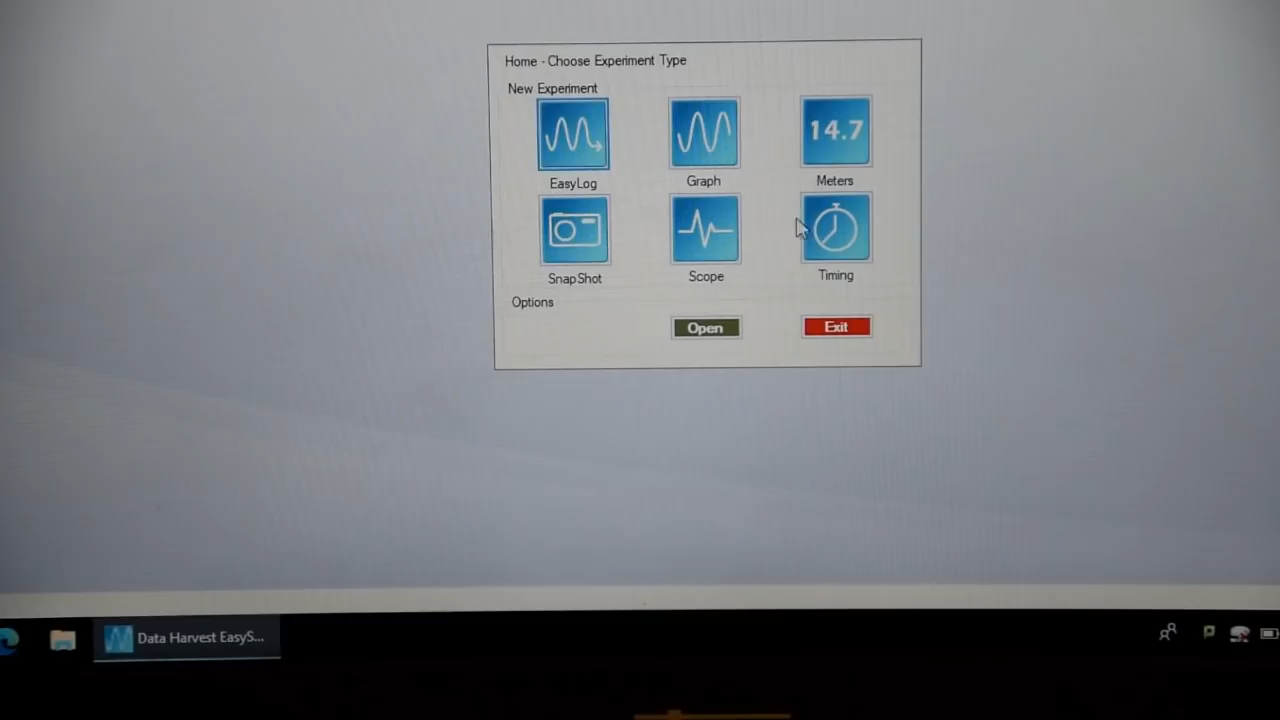 Home - Choose Experiment Type
New Experiment
14.7
EasyLog Graph Meters
SnapShot Scope Timing
Options
Open Exit
Data Harvest EasyS...